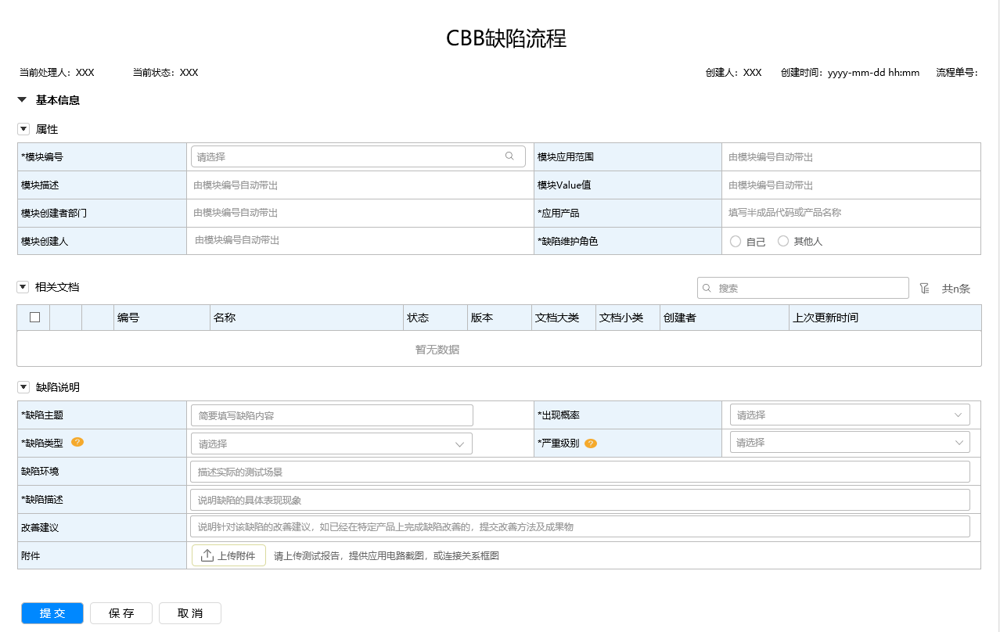 CBB缺陷流程
当前处理人：XXX 当前状态：XXX 创建人：XXX 创建时间：yyyy-mm-dd hh:mm 流程单号：
基本信息
属性
*模块编号 请选择 模块应用范围 由模块编号自动带出
模块描述 由模块编号自动带出 模块Value值 由模块编号自动带出
模块创建者部门 由模块编号自动带出 *应用产品 填写半成品代码或产品名称
模块创建人 由模块编号自动带出 *缺陷维护角色 自己 其他人
相关文档 搜索 共n条
编号 名称 状态 版本 文档大类 文档小类 创建者 上次更新时间
暂无数据
缺陷说明
*缺陷主题 简要填写缺陷内容 *出现概率 请选择
*缺陷类型 ? 请选择 *严重级别 ? 请选择
缺陷环境 描述实际的测试场景
*缺陷描述 说明缺陷的具体表现现象
改善建议 说明针对该缺陷的改善建议，如已经在特定产品上完成缺陷改善的，提交改善方法及成果物
附件 上传附件 请上传测试报告，提供应用电路截图，或连接关系框图
提 交 保 存 取 消